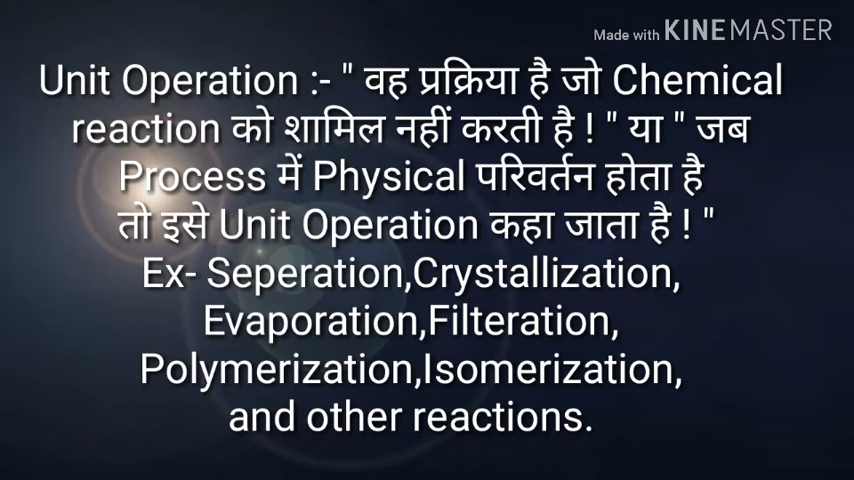 Made with KINEMASTER
Unit Operation :- " वह प्रक्रिया है जो Chemical
reaction को शामिल नहीं करती है ! " या " जब
Process में Physical परिवर्तन होता है
तो इसे Unit Operation कहा जाता है ! "
Ex- Seperation,Crystallization,
Evaporation,Filteration,
Polymerization,Isomerization,
and other reactions.